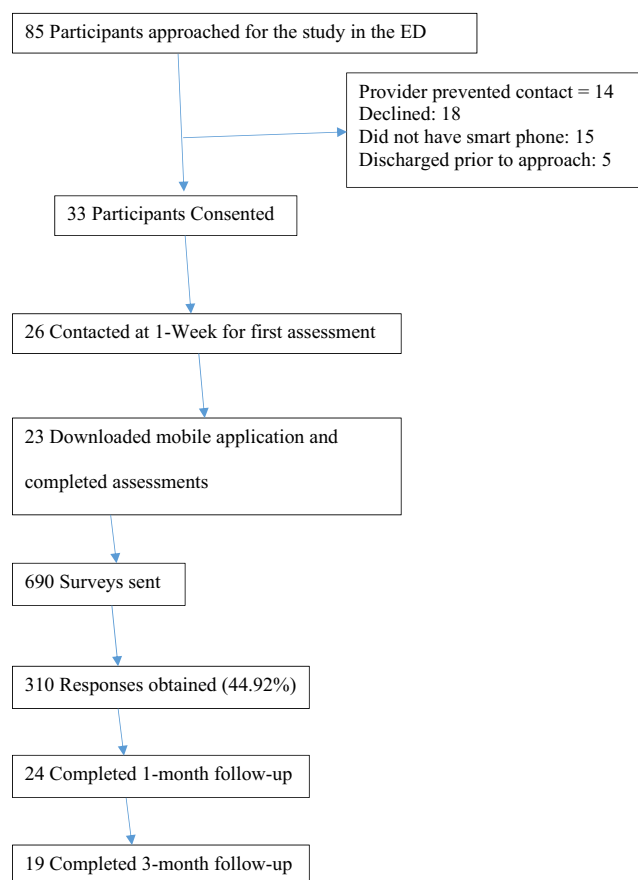 85 Participants approached for the study in the ED
Provider prevented contact = 14
Declined: 18
Did not have smart phone: 15
Discharged prior to approach: 5
33 Participants Consented
26 Contacted at 1-Week for first assessment
23 Downloaded mobile application and
completed assessments
690 Surveys sent
310 Responses obtained (44.92%)
24 Completed 1-month follow-up
19 Completed 3-month follow-up